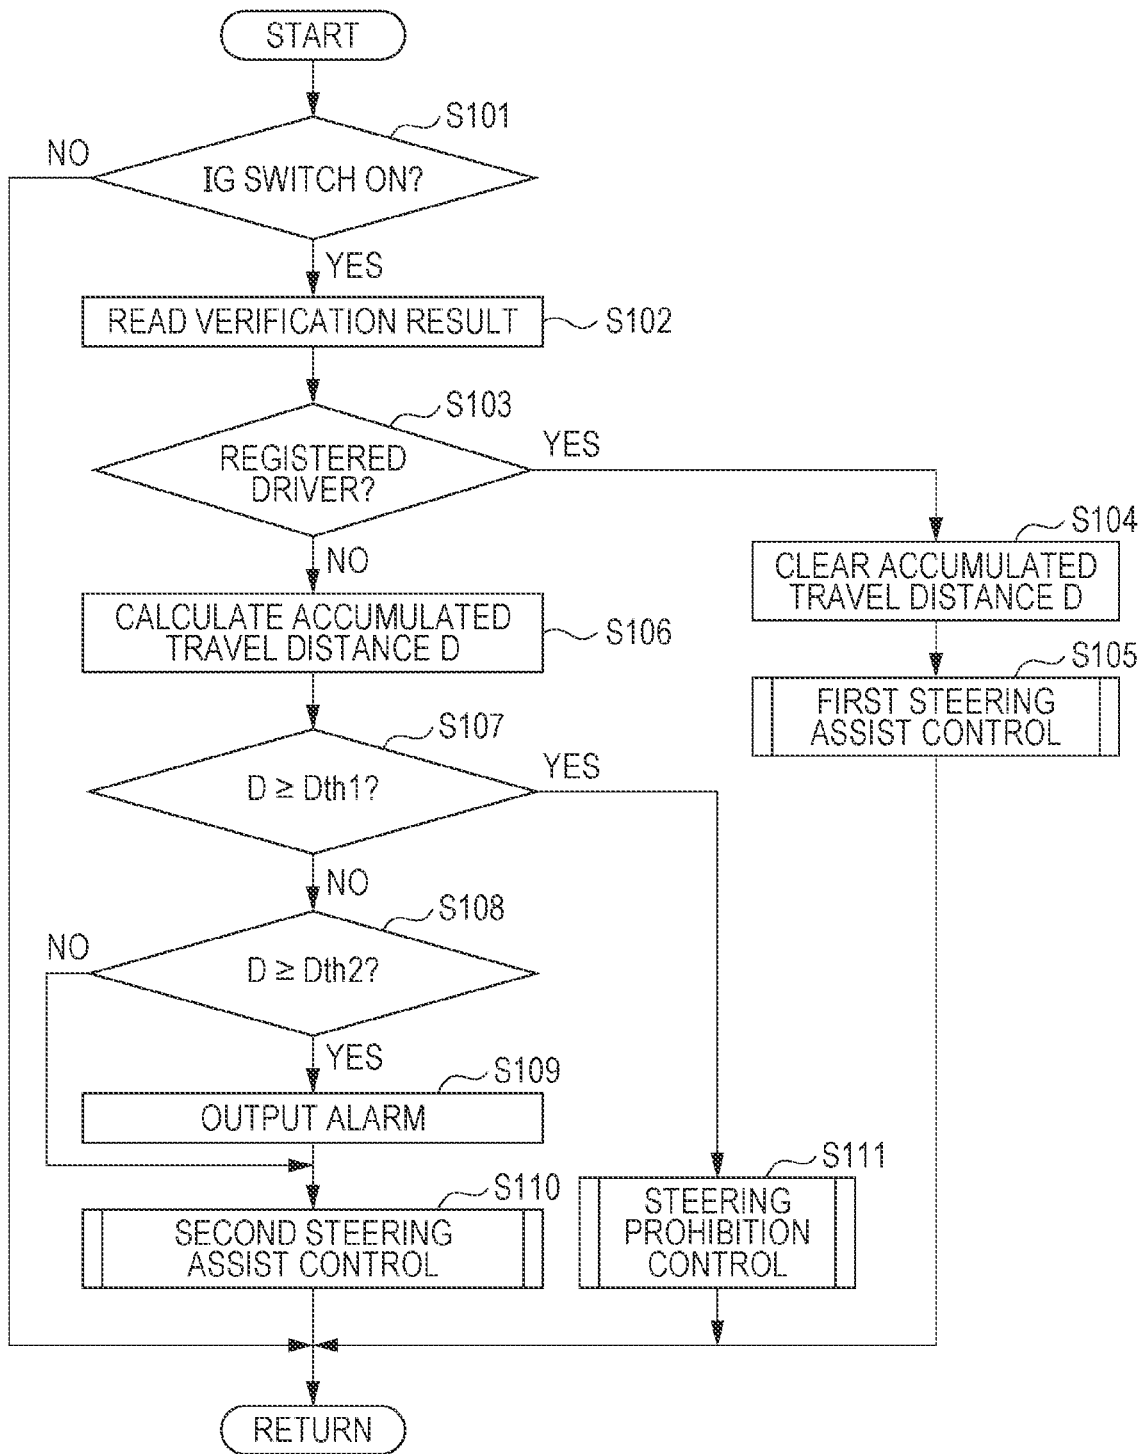 START
S101
NO
IG SWITCH ON?
YES
READ VERIFICATION RESULT
S102
S103
YES
REGISTERED
DRIVER?
NO
S104
CLEAR ACCUMULATED
TRAVEL DISTANCE D
CALCULATE ACCUMULATED
TRAVEL DISTANCE D
S106
S105
FIRST STEERING
ASSIST CONTROL
S107
YES
D ≥ Dth1?
NO
S108
NO
D ≥ Dth2?
YES
S109
OUTPUT ALARM
S110
SECOND STEERING
ASSIST CONTROL
S111
STEERING
PROHIBITION
CONTROL
RETURN